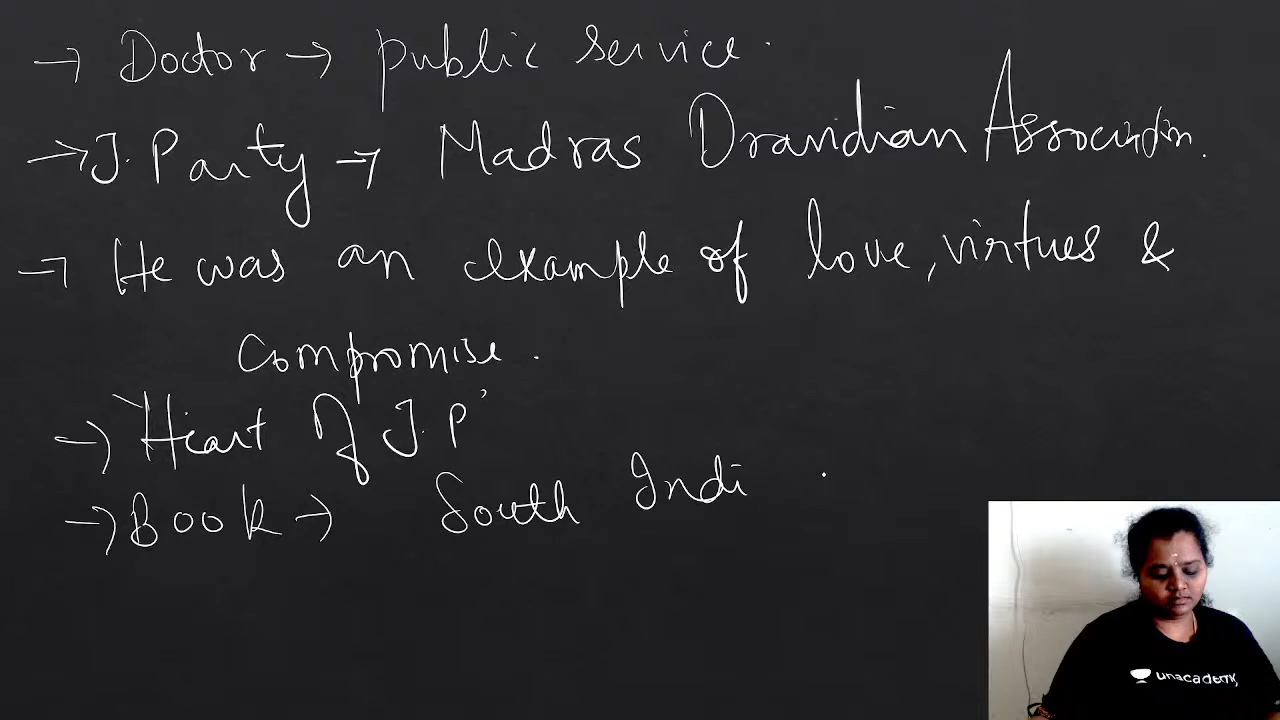 → Doctor → public service.
→ J. Party → Madras Dravidian Association.
→ He was an example of love, virtues &
Compromise.
→ Heart of J.P'
→ Book → South Indi
unacademy